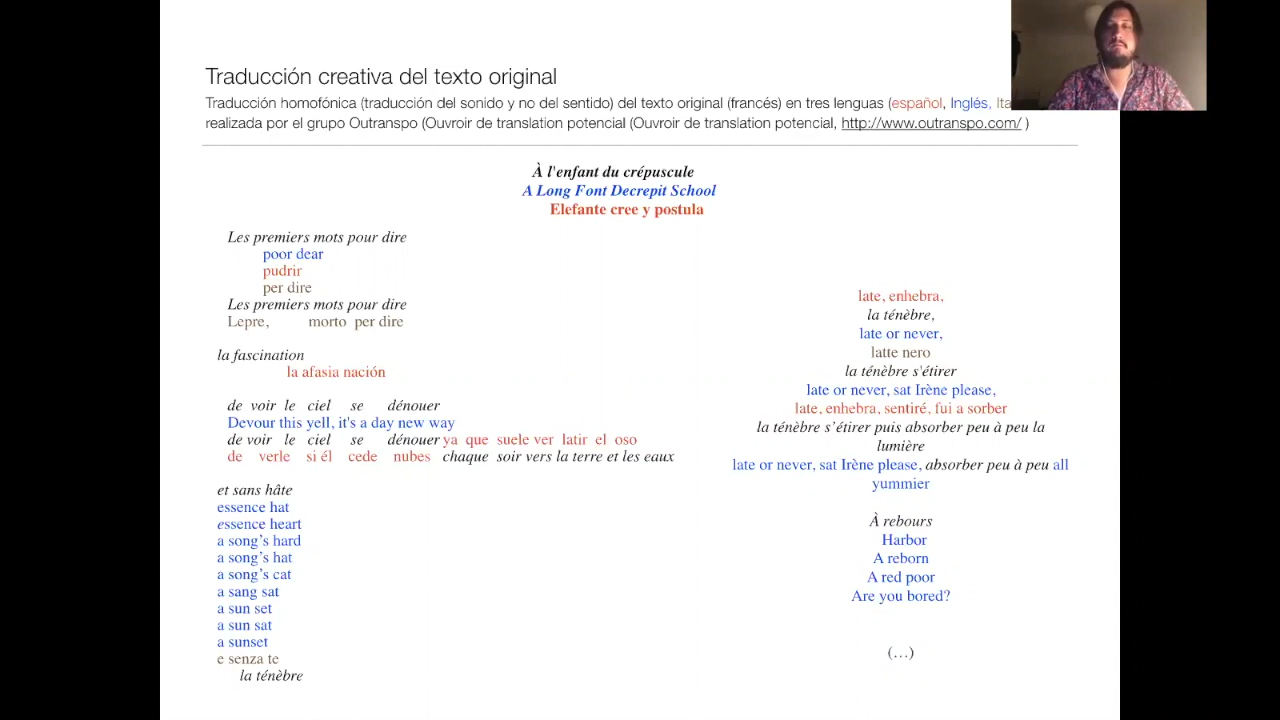 Traducción creativa del texto original
Traducción homofónica (traducción del sonido y no del sentido) del texto original (francés) en tres lenguas (español, Inglés, Ita
realizada por el grupo Outranspo (Ouvroir de translation potencial (Ouvroir de translation potencial, http://www.outranspo.com/ )
À l'enfant du crépuscule
A Long Font Decrepit School
Elefante cree y postula
Les premiers mots pour dire
poor dear
pudrir
per dire
Les premiers mots pour dire
Lepre, morto per dire
la fascination
la afasia nación
de voir le ciel se dénouer
Devour this yell, it's a day new way
de voir le ciel se dénouer ya que suele ver latir el oso
de verle si él cede nubes chaque soir vers la terre et les eaux
et sans hâte
essence hat
essence heart
a song's hard
a song's hat
a song's cat
a sang sat
a sun set
a sun sat
a sunset
e senza te
la ténèbre
late, enhebra,
la ténèbre,
late or never,
latte nero
la ténèbre s'étirer
late or never, sat Irène please,
late, enhebra, sentiré, fui a sorber
la ténèbre s'étirer puis absorber peu à peu la
lumière
late or never, sat Irène please, absorber peu à peu all
yummier
À rebours
Harbor
A reborn
A red poor
Are you bored?
(…)